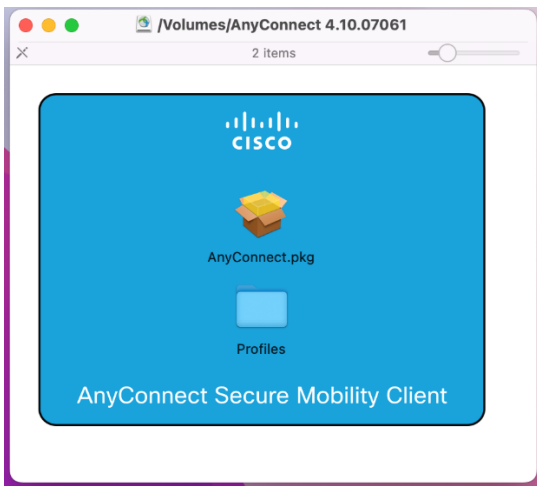 /Volumes/AnyConnect 4.10.07061
2 items
CISCO
AnyConnect.pkg
Profiles
AnyConnect Secure Mobility Client